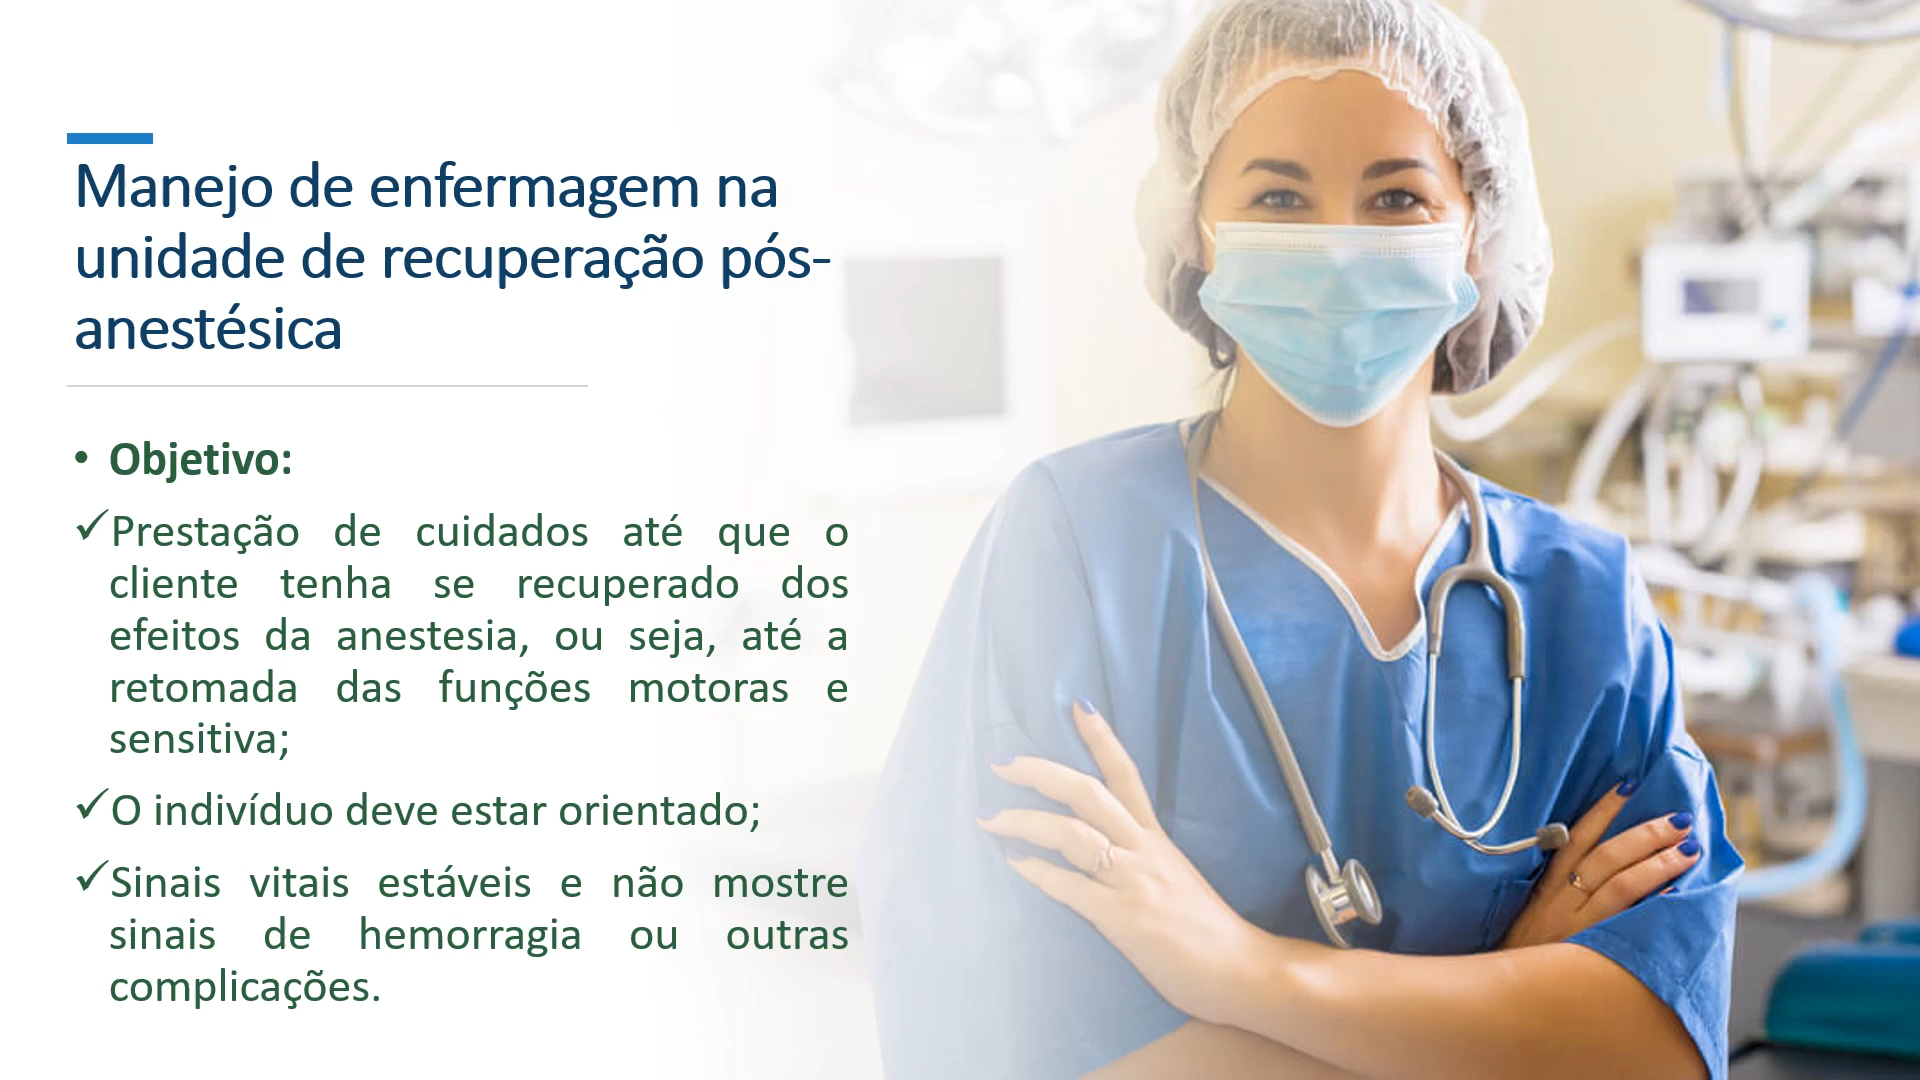 Manejo de enfermagem na
unidade de recuperação pós-
anestésica
• Objetivo:
✓Prestação de cuidados até que o
cliente tenha se recuperado dos
efeitos da anestesia, ou seja, até a
retomada das funções motoras e
sensitiva;
✓O indivíduo deve estar orientado;
✓Sinais vitais estáveis e não mostre
sinais de hemorragia ou outras
complicações.